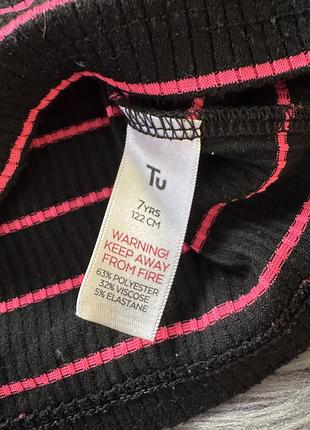 Tu
7YRS
122 CM
WARNING!
KEEP AWAY
FROM FIRE
63% POLYESTER
32% VISCOSE
5% ELASTANE